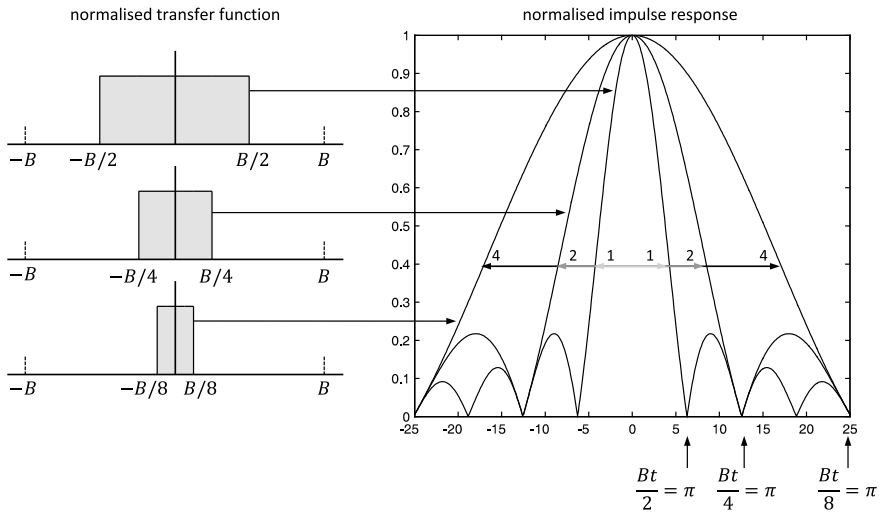 normalised transfer function
normalised impulse response
−B
−B/2
B/2
B
−B
−B/4
B/4
B
−B
−B/8
B/8
B
1
0.9
0.8
0.7
0.6
0.5
0.4
0.3
0.2
0.1
0
4 2 1 1 2 4
-25 -20 -15 -10 -5 0 5 10 15 20 25
Bt/2 = π
Bt/4 = π
Bt/8 = π